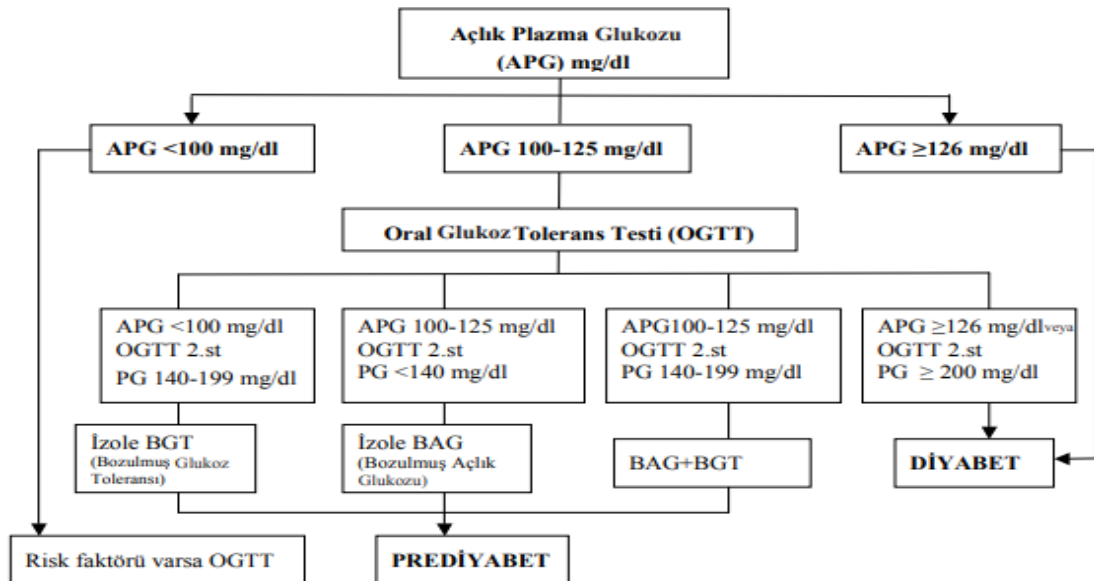 Açlık Plazma Glukozu
(APG) mg/dl
APG <100 mg/dl
APG 100-125 mg/dl
APG ≥126 mg/dl
Oral Glukoz Tolerans Testi (OGTT)
APG <100 mg/dl
OGTT 2.st
PG 140-199 mg/dl
APG 100-125 mg/dl
OGTT 2.st
PG <140 mg/dl
APG100-125 mg/dl
OGTT 2.st
PG 140-199 mg/dl
APG ≥126 mg/dl veya
OGTT 2.st
PG ≥ 200 mg/dl
İzole BGT
(Bozulmuş Glukoz
Toleransı)
İzole BAG
(Bozulmuş Açlık
Glukozu)
BAG+BGT
DİYABET
Risk faktörü varsa OGTT
PREDİYABET